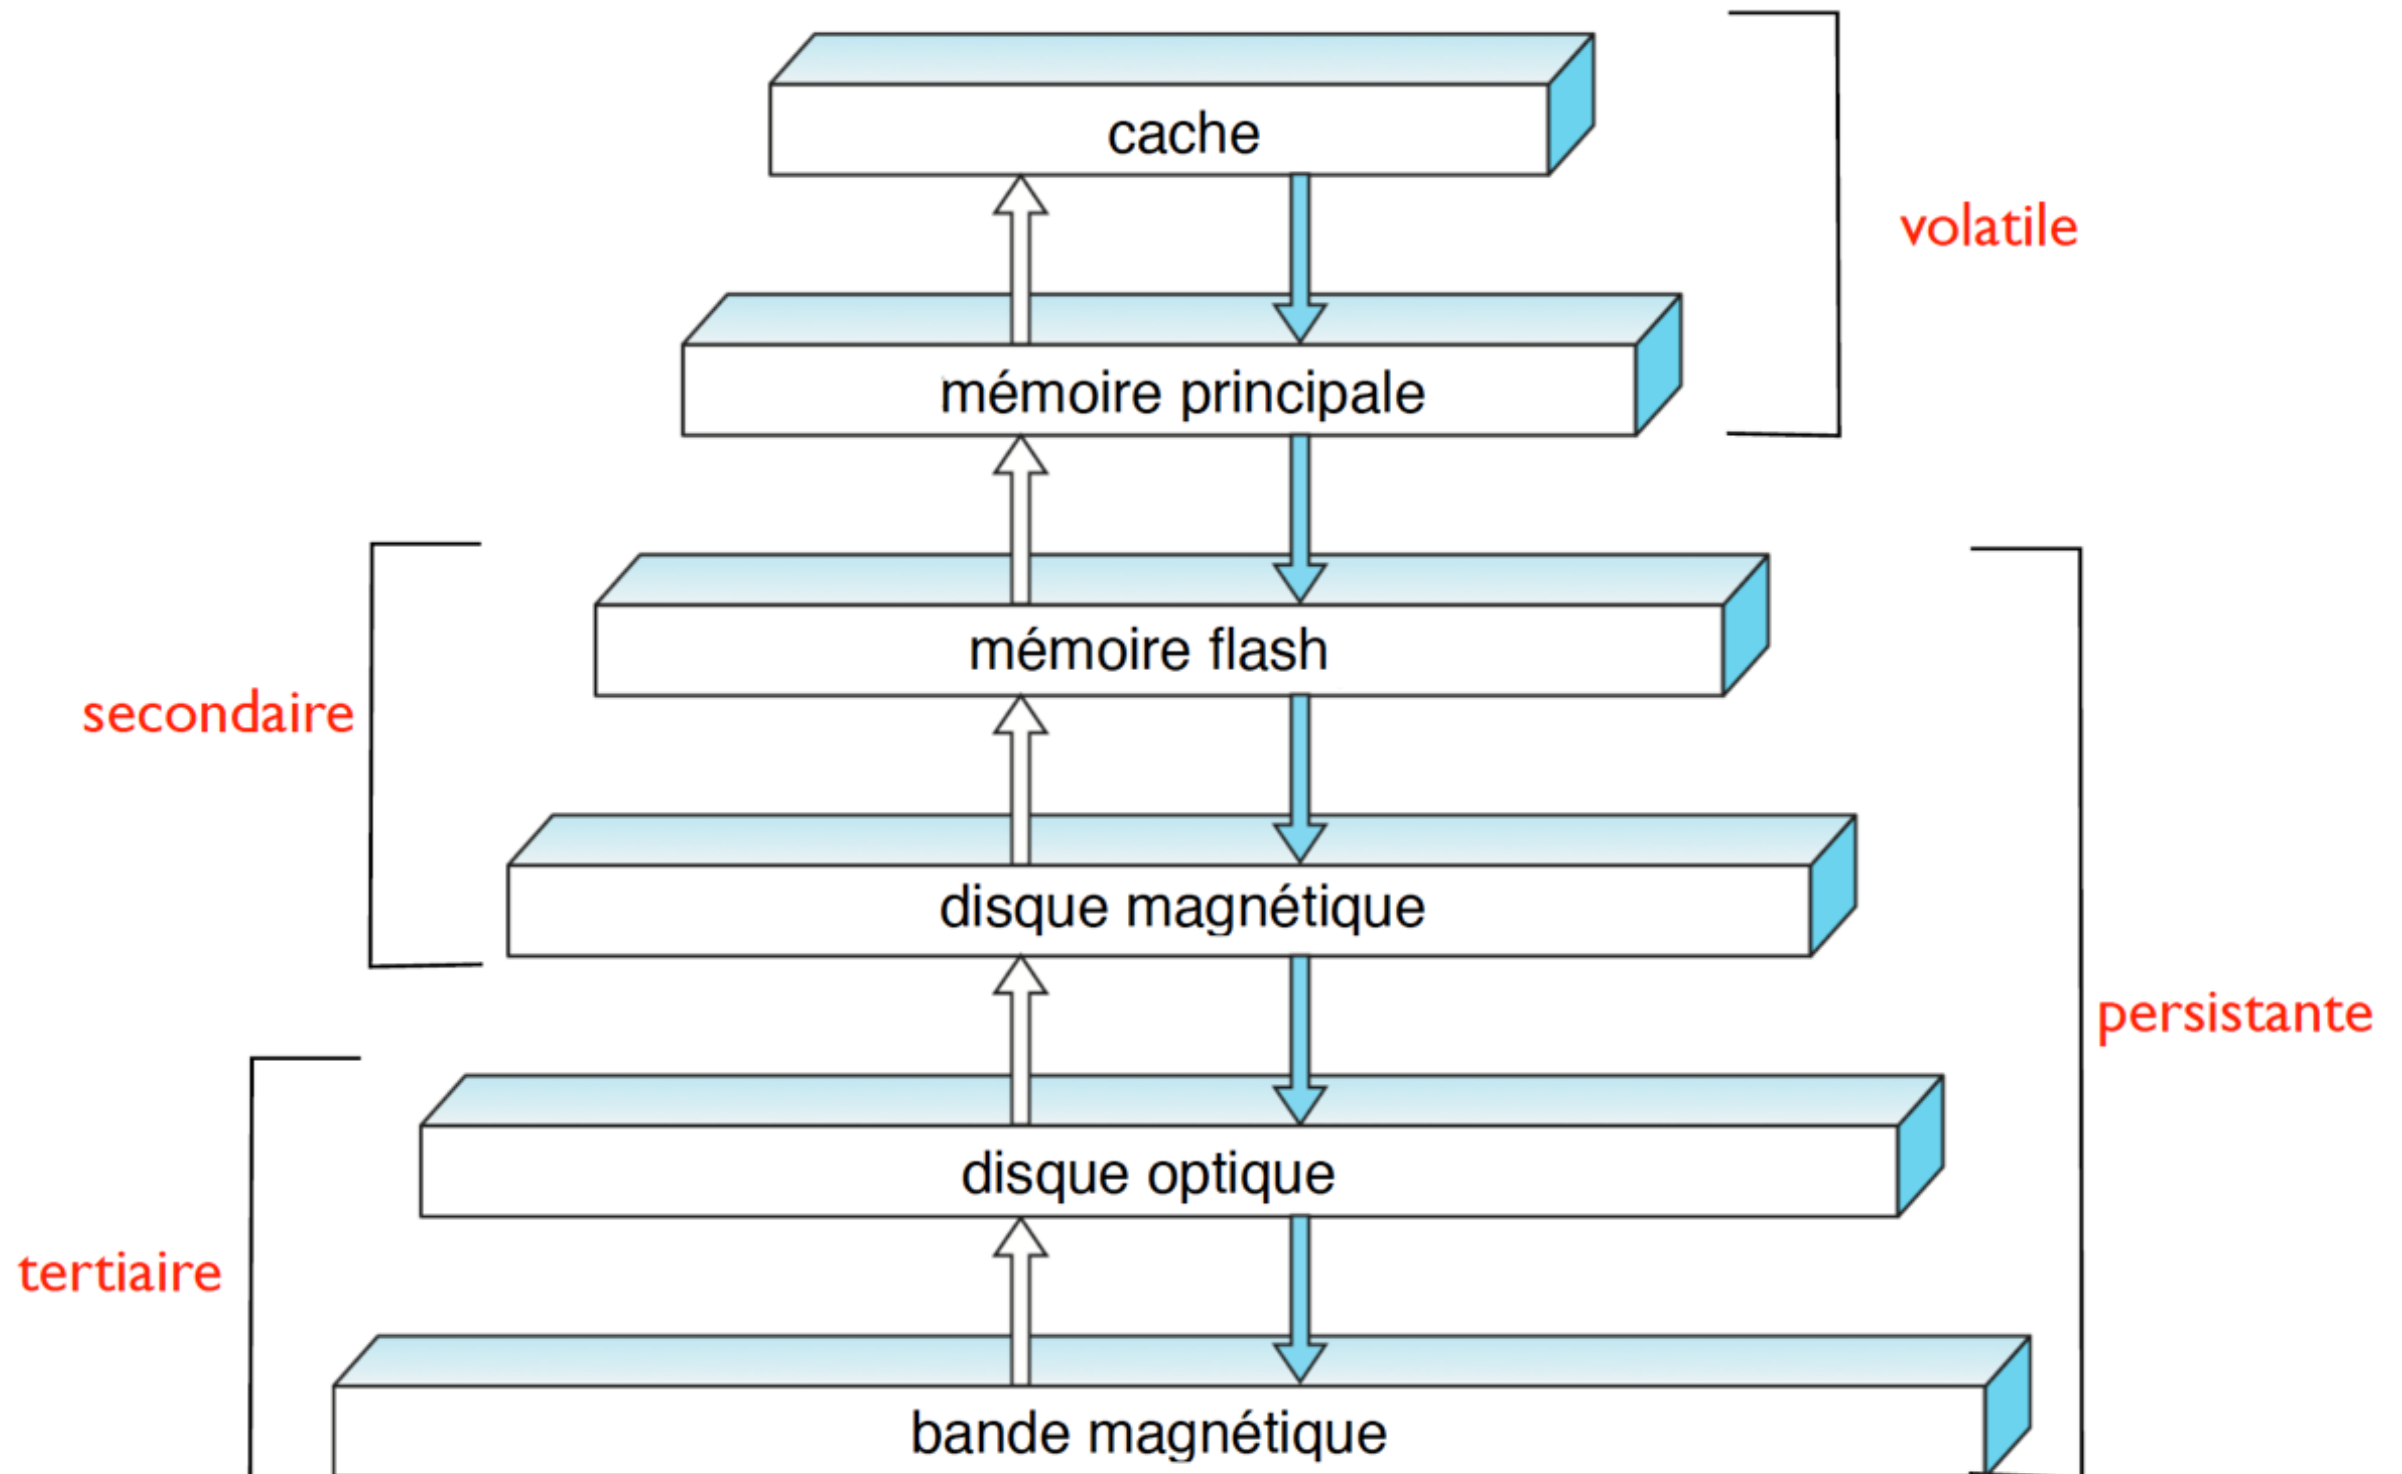 cache
volatile
mémoire principale
mémoire flash
secondaire
disque magnétique
persistante
disque optique
tertiaire
bande magnétique